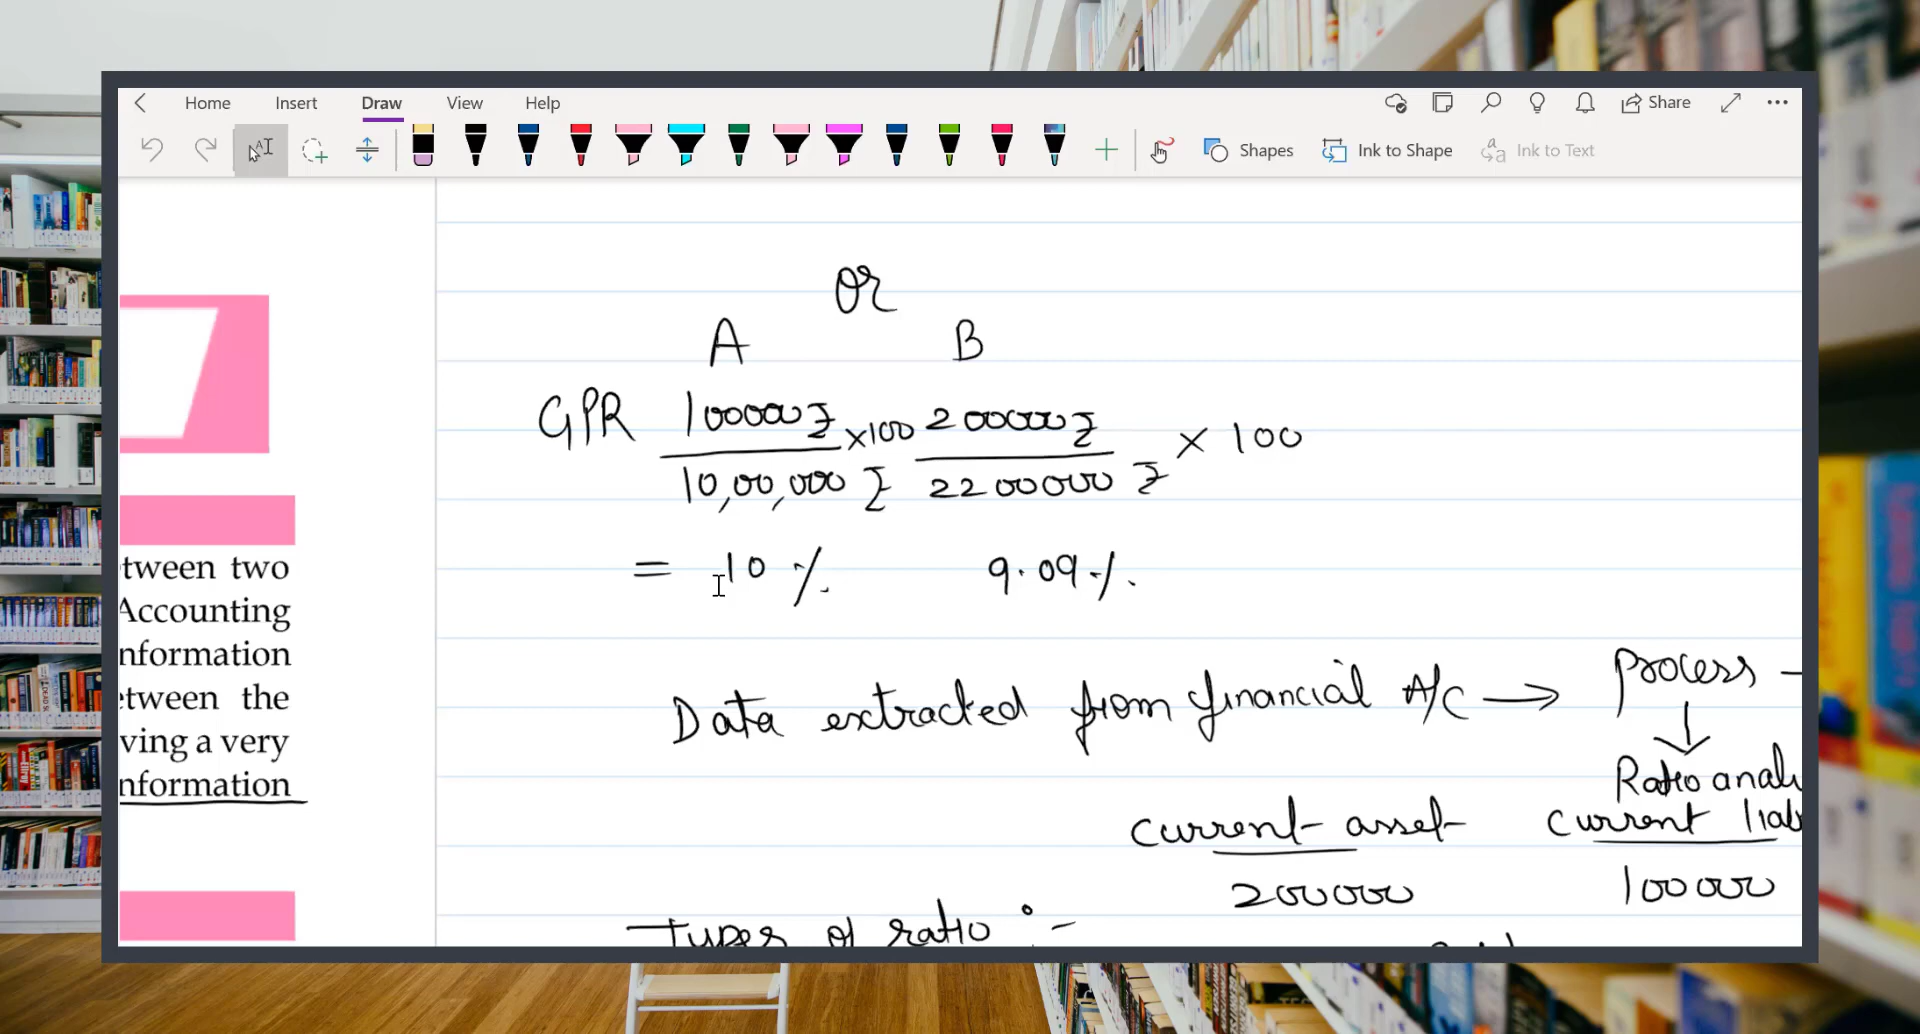 Home Insert Draw View Help Share
Shapes Ink to Shape Ink to Text
or
A B
GPR 100000 × 100 200000 × 100
10,00,000 2200000
= 10 % 9.09 %.
tween two
Accounting
nformation
etween the
ving a very
nformation
Data extracted from financial A/C → Process -
↓
Ratio analy
Current asset Current liab
200000 100000
Types of ratio :-